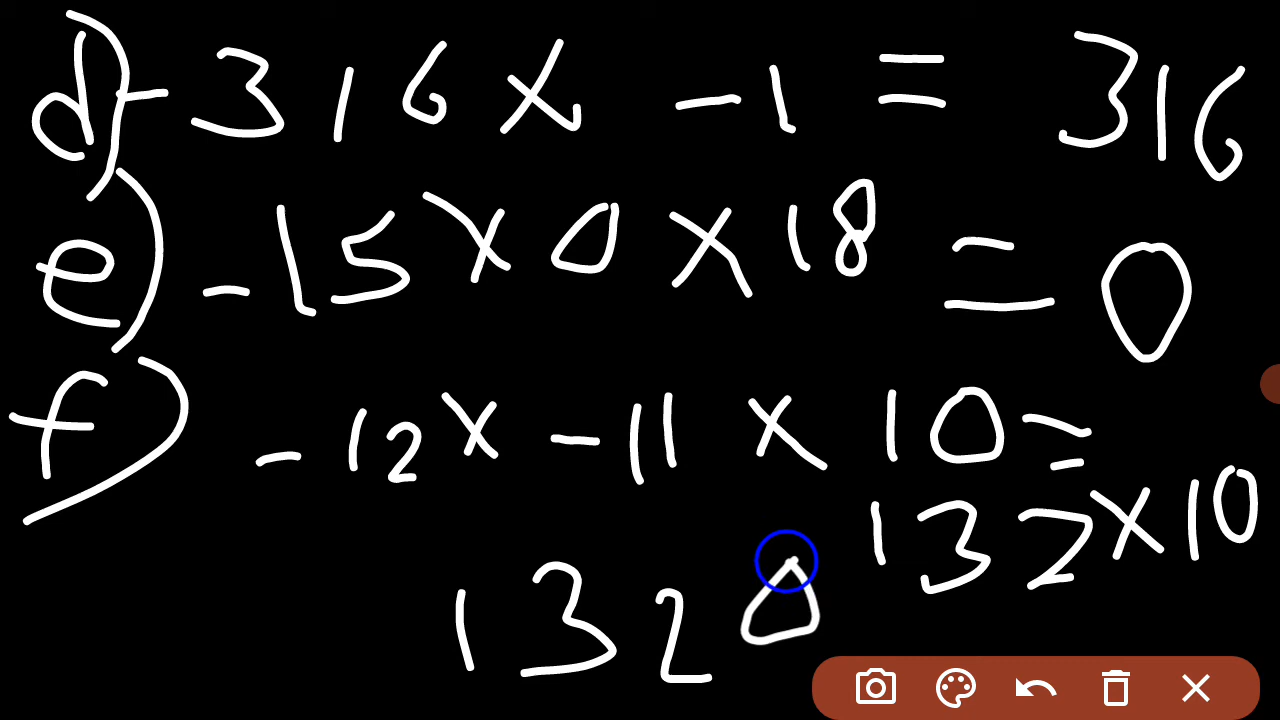 d) -316 x -1 = 316
e) -15 x 0 x 18 = 0
f) -12 x -11 x 10 =
132 x 10
1320